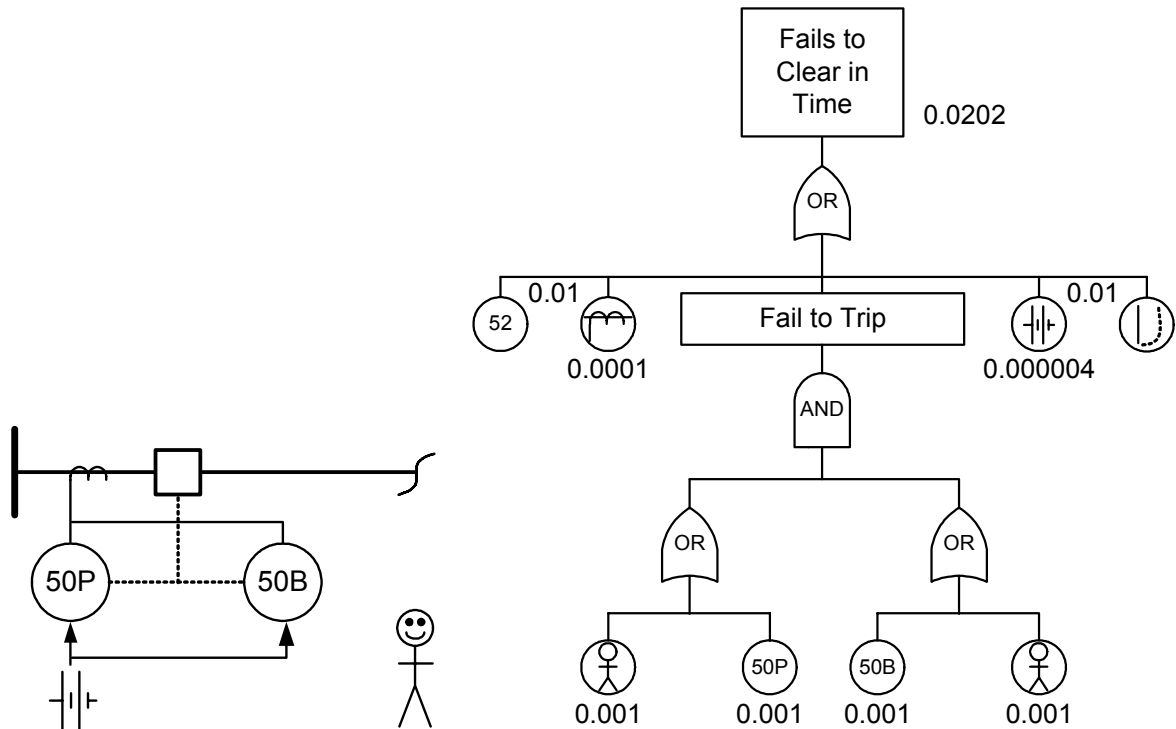 Fails to
Clear in
Time
0.0202
OR
0.01
0.01
52
Fail to Trip
0.0001
0.000004
AND
OR
OR
50P
50B
50P
50B
0.001
0.001
0.001
0.001